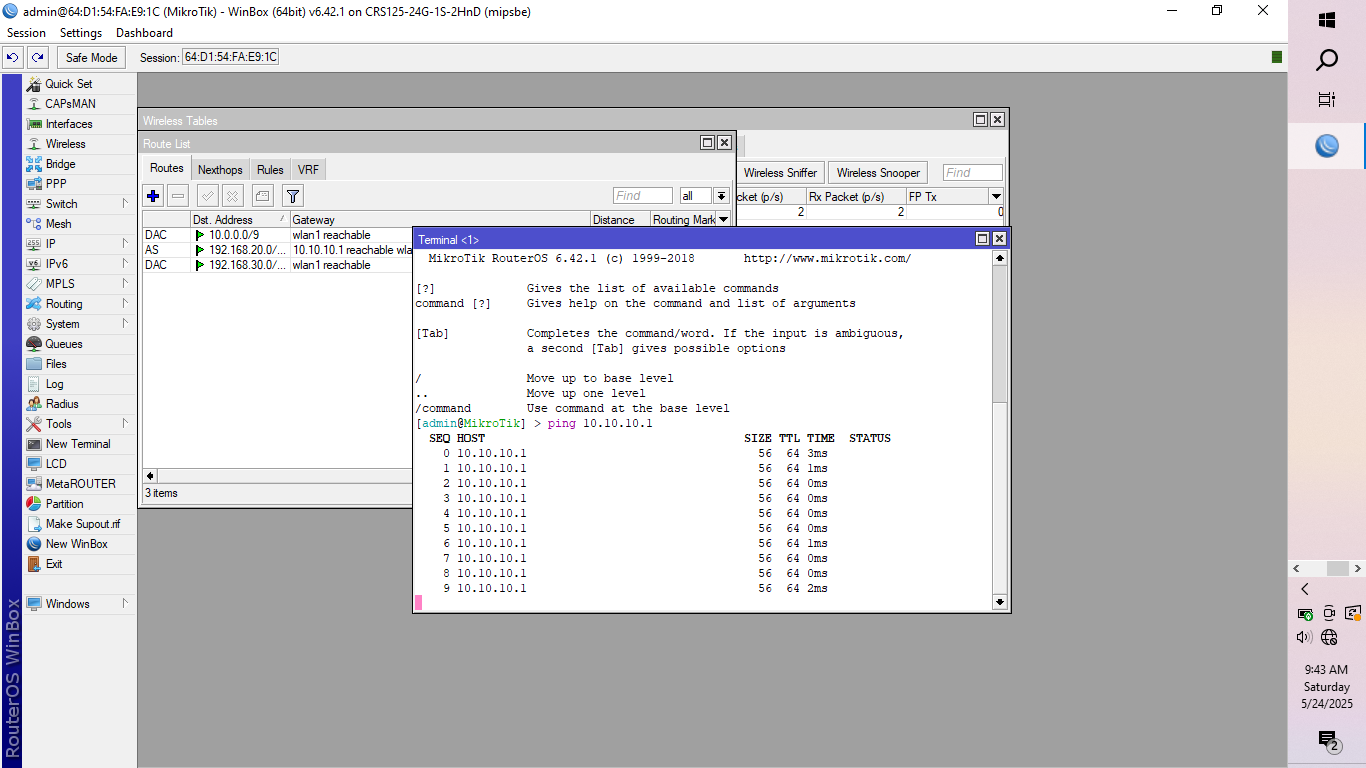 admin@64:D1:54:FA:E9:1C (MikroTik) - WinBox (64bit) v6.42.1 on CRS125-24G-1S-2HnD (mipsbe)
Session Settings Dashboard
Safe Mode Session: 64:D1:54:FA:E9:1C
Quick Set
CAPsMAN
Interfaces
Wireless
Bridge
PPP
Switch
Mesh
IP
IPv6
MPLS
Routing
System
Queues
Files
Log
Radius
Tools
New Terminal
LCD
MetaROUTER
Partition
Make Supout.rif
New WinBox
Exit
Windows
RouterOS WinBox
Wireless Tables
Wireless Sniffer Wireless Snooper Find
cket (p/s) Rx Packet (p/s) FP Tx
2 2 0
Route List
Routes Nexthops Rules VRF
Find all
Dst. Address / Gateway Distance Routing Mark
DAC 10.0.0.0/9 wlan1 reachable
AS 192.168.20.0/... 10.10.10.1 reachable wla
DAC 192.168.30.0/... wlan1 reachable
3 items
Terminal <1>
MikroTik RouterOS 6.42.1 (c) 1999-2018 http://www.mikrotik.com/
[?] Gives the list of available commands
command [?] Gives help on the command and list of arguments
[Tab] Completes the command/word. If the input is ambiguous,
a second [Tab] gives possible options
/ Move up to base level
.. Move up one level
/command Use command at the base level
[admin@MikroTik] > ping 10.10.10.1
SEQ HOST SIZE TTL TIME STATUS
0 10.10.10.1 56 64 3ms
1 10.10.10.1 56 64 1ms
2 10.10.10.1 56 64 0ms
3 10.10.10.1 56 64 0ms
4 10.10.10.1 56 64 0ms
5 10.10.10.1 56 64 0ms
6 10.10.10.1 56 64 1ms
7 10.10.10.1 56 64 0ms
8 10.10.10.1 56 64 0ms
9 10.10.10.1 56 64 2ms
9:43 AM
Saturday
5/24/2025
2